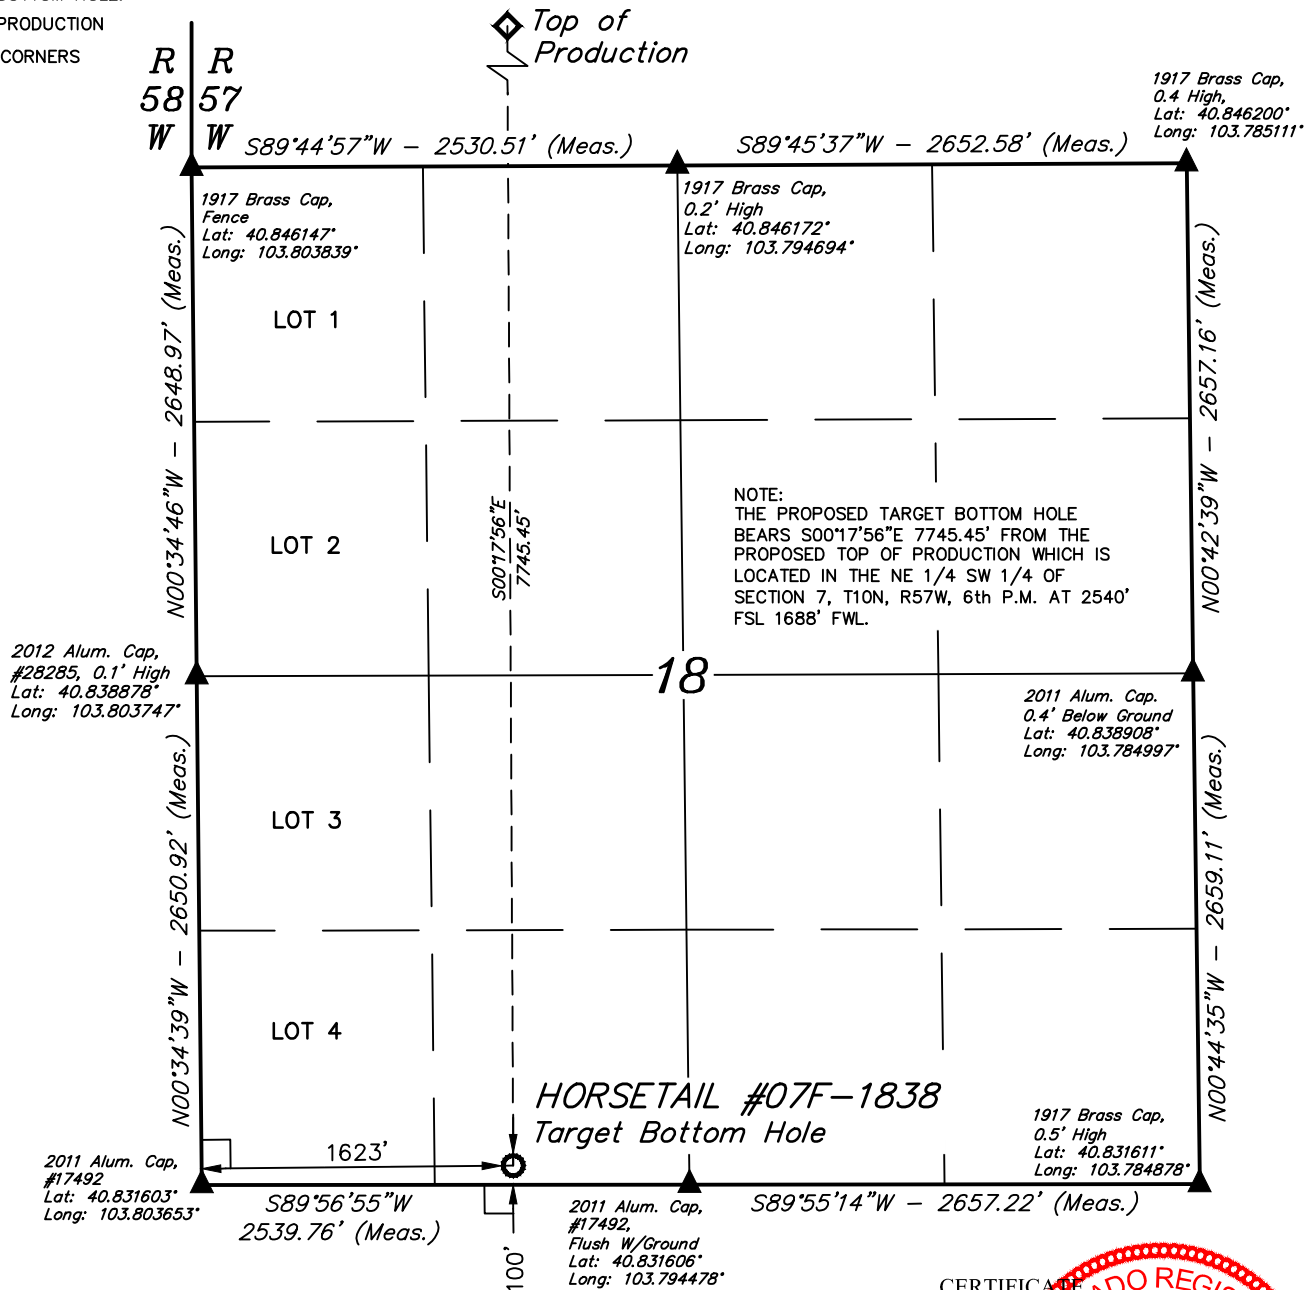 PRODUCTION
CORNERS
R R
58 57
W W
Top of
Production
1917 Brass Cap,
0.4 High,
Lat: 40.846200°
Long: 103.785111°
S89°44'57"W – 2530.51' (Meas.)
S89°45'37"W – 2652.58' (Meas.)
1917 Brass Cap,
Fence
Lat: 40.846147°
Long: 103.803839°
1917 Brass Cap,
0.2' High
Lat: 40.846172°
Long: 103.794694°
N00°34'46"W – 2648.97' (Meas.)
N00°42'39"W – 2657.16' (Meas.)
LOT 1
LOT 2
S00°17'56"E
7745.45'
NOTE:
THE PROPOSED TARGET BOTTOM HOLE
BEARS S00°17'56"E 7745.45' FROM THE
PROPOSED TOP OF PRODUCTION WHICH IS
LOCATED IN THE NE 1/4 SW 1/4 OF
SECTION 7, T10N, R57W, 6th P.M. AT 2540'
FSL 1688' FWL.
2012 Alum. Cap,
#28285, 0.1' High
Lat: 40.838878°
Long: 103.803747°
18
2011 Alum. Cap.
0.4' Below Ground
Lat: 40.838908°
Long: 103.784997°
N00°34'39"W – 2650.92' (Meas.)
N00°44'35"W – 2659.11' (Meas.)
LOT 3
LOT 4
HORSETAIL #07F–1838
Target Bottom Hole
1623'
1917 Brass Cap,
0.5' High
Lat: 40.831611°
Long: 103.784878°
2011 Alum. Cap,
#17492
Lat: 40.831603°
Long: 103.803653°
S89°56'55"W
2539.76' (Meas.)
S89°55'14"W – 2657.22' (Meas.)
100'
2011 Alum. Cap,
#17492,
Flush W/Ground
Lat: 40.831606°
Long: 103.794478°
CERTIFICATE
ADO REGIS